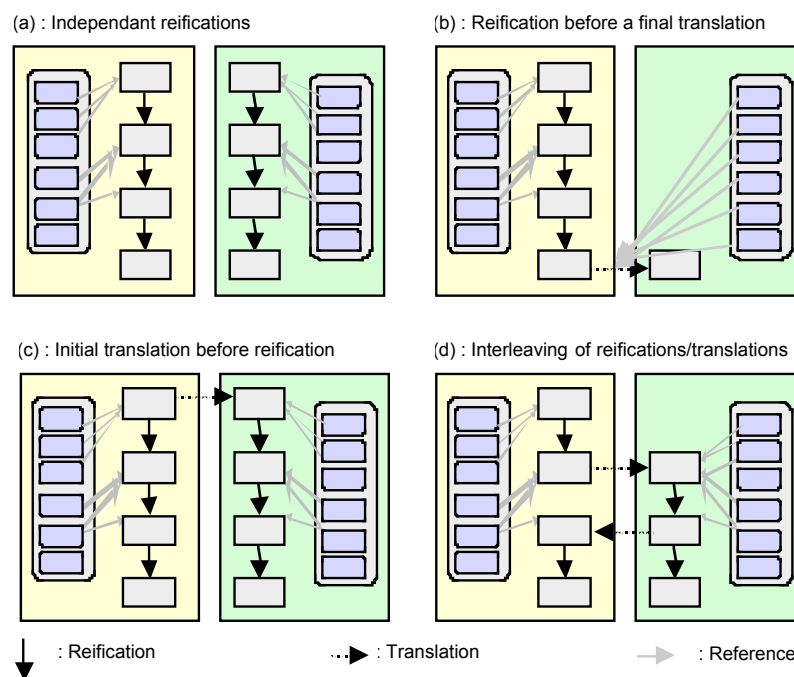 (a) : Independant reifications
(b) : Reification before a final translation
(c) : Initial translation before reification
(d) : Interleaving of reifications/translations
: Reification
: Translation
: Reference